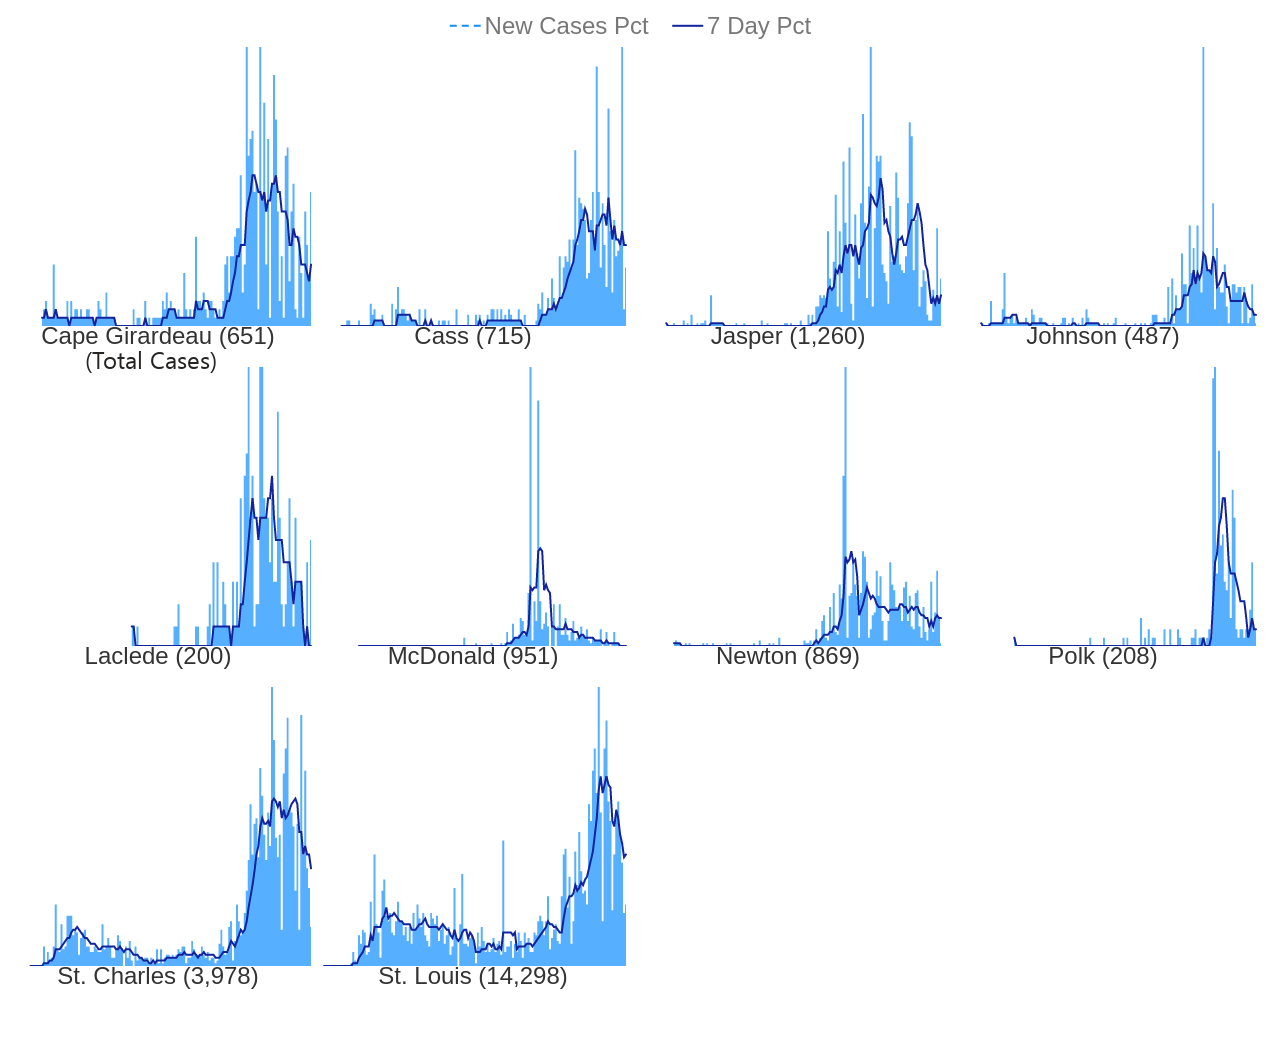 New Cases Pct 7 Day Pct
Cape Girardeau (651) Cass (715) Jasper (1,260) Johnson (487)
(Total Cases)
Laclede (200) McDonald (951) Newton (869) Polk (208)
St. Charles (3,978) St. Louis (14,298)